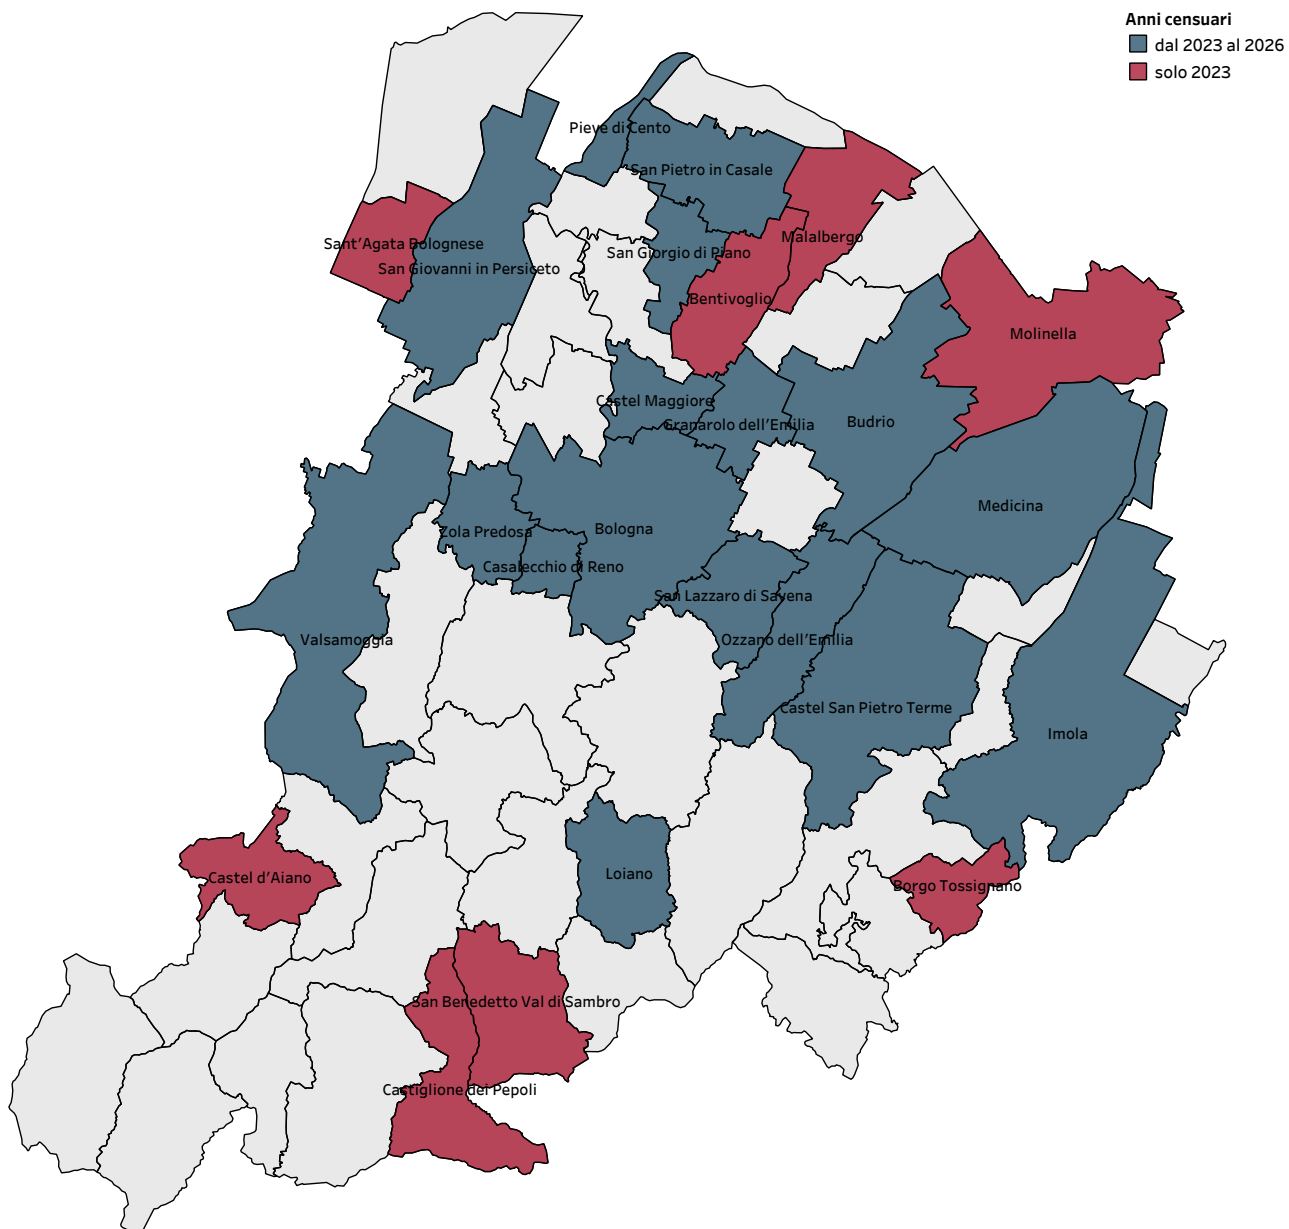 Anni censuari
dal 2023 al 2026
solo 2023
Pieve di Cento
San Pietro in Casale
Malalbergo
Sant'Agata Bolognese
San Giorgio di Piano
San Giovanni in Persiceto
Bentivoglio
Molinella
Castel Maggiore
Granarolo dell'Emilia
Budrio
Medicina
Bologna
Zola Predosa
Casalecchio di Reno
San Lazzaro di Savena
Valsamoggia
Ozzano dell'Emilia
Castel San Pietro Terme
Imola
Loiano
Castel d'Aiano
Borgo Tossignano
San Benedetto Val di Sambro
Castiglione dei Pepoli